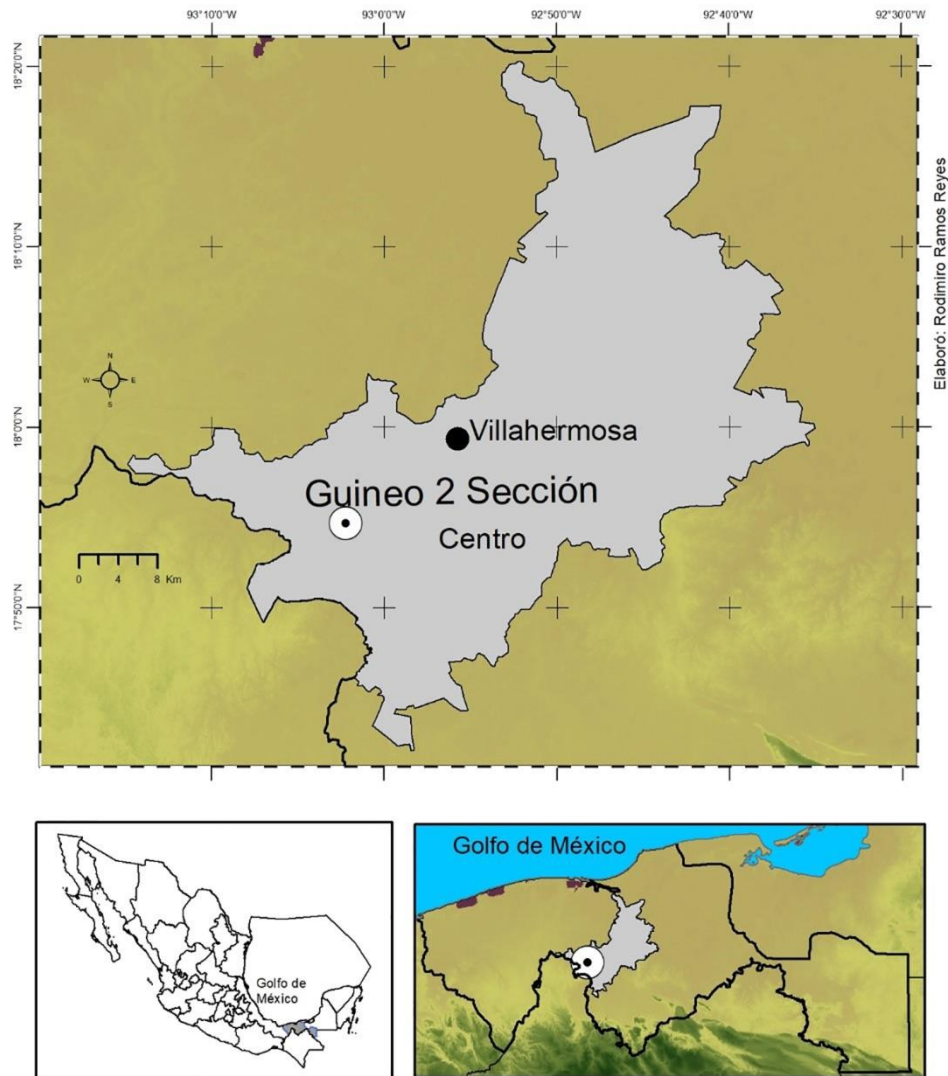 93°10'0"W 93°0'0"W 92°50'0"W 92°40'0"W 92°30'0"W
18°20'0"N
18°10'0"N
18°0'0"N
17°50'0"N
Elaboró: Rodimiro Ramos Reyes
N
W E
S
Villahermosa
Guineo 2 Sección
Centro
0 4 8 Km
Golfo de
México
Golfo de México